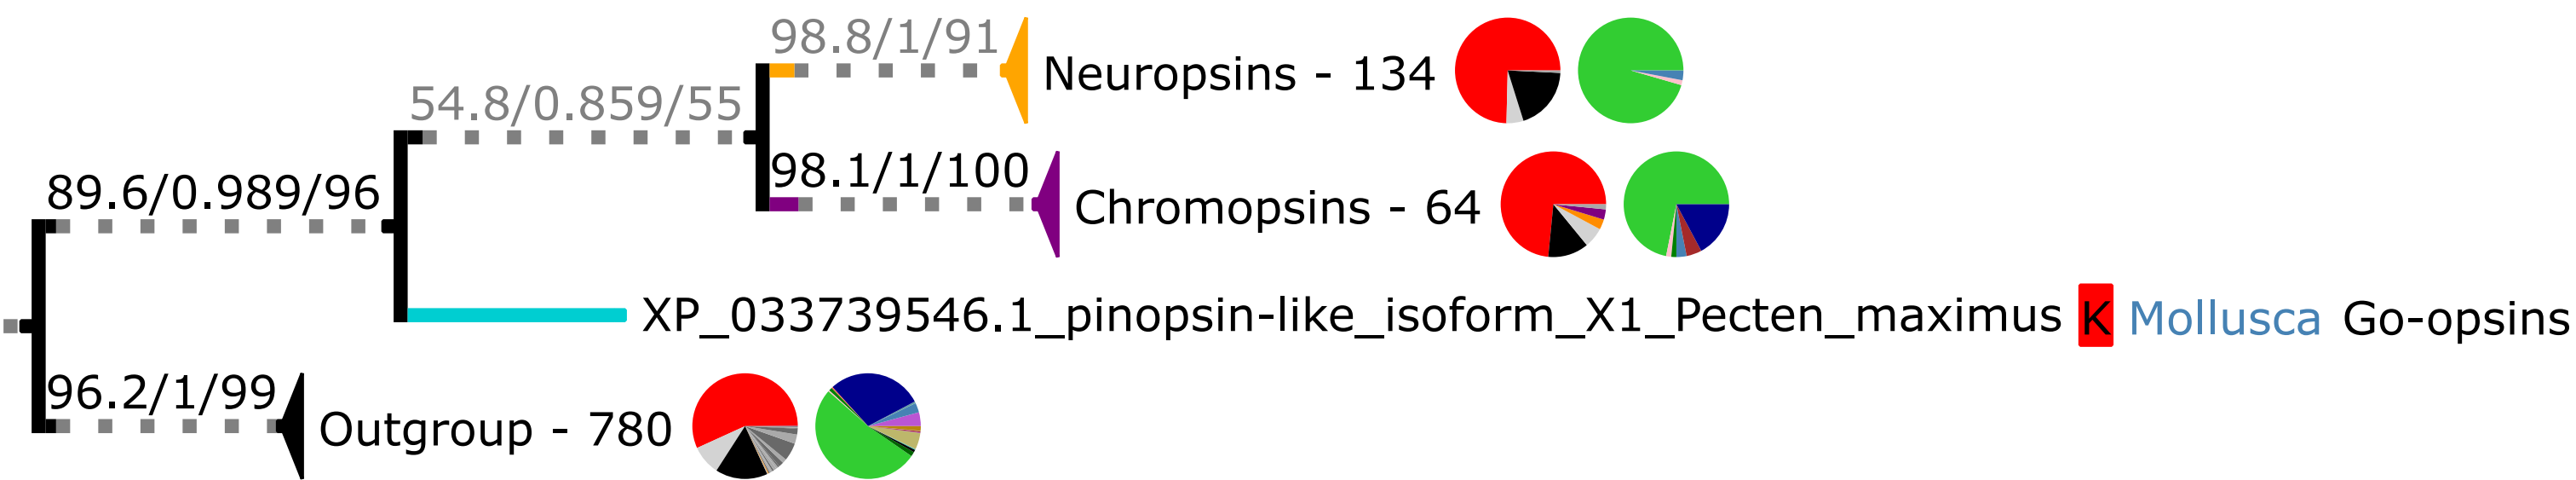 98.8/1/91
Neuropsins - 134
54.8/0.859/55
98.1/1/100
Chromopsins - 64
89.6/0.989/96
XP_033739546.1_pinopsin-like_isoform_X1_Pecten_maximus K Mollusca Go-opsins
96.2/1/99
Outgroup - 780